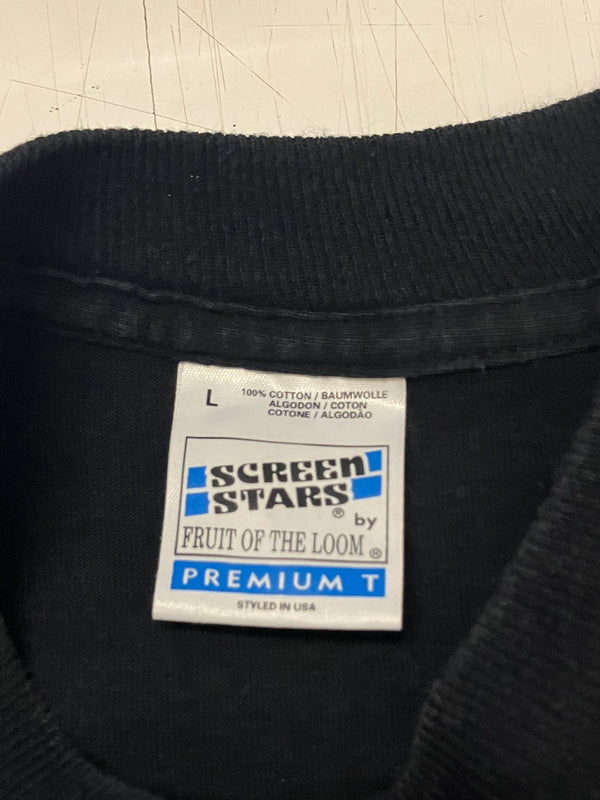 L
100% COTTON / BAUMWOLLE
ALGODON / COTON
COTONE / ALGODÃO
SCREEN
STARS®
by
FRUIT OF THE LOOM®
PREMIUM T
STYLED IN USA